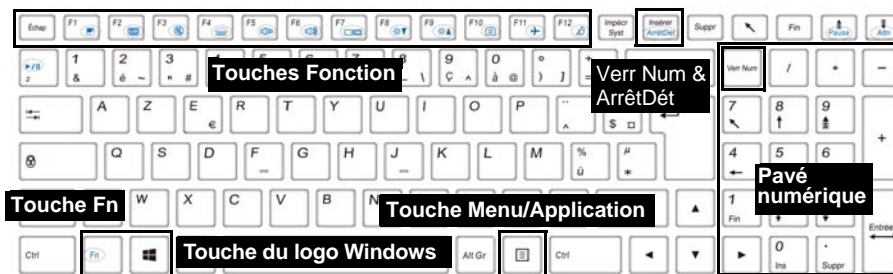 Échap F1 F2 F3 F4 F5 F6 F7 F8 F9 F10 F11 F12 Impécr Syst Insérer ArrêtDét Suppr Fin Pause Attn
Touches Fonction
Verr Num &
ArrêtDét
2 1 & 2 é ~ 3 " # 8 \ 9 Ç ^ 0 à @ ° ) ] + = Verr Num / * -
A Z E € R T Y U I O P ¨ ^ $ ¤ 7 8 9 +
Q S D F G H J K L M % ù µ * 4 5 6
Pavé
numérique
Touche Fn
W X C V B N
Touche Menu/Application
1 Fin Entrée
Ctrl Fn
Touche du logo Windows
Alt Gr Ctrl 0 Ins . Suppr